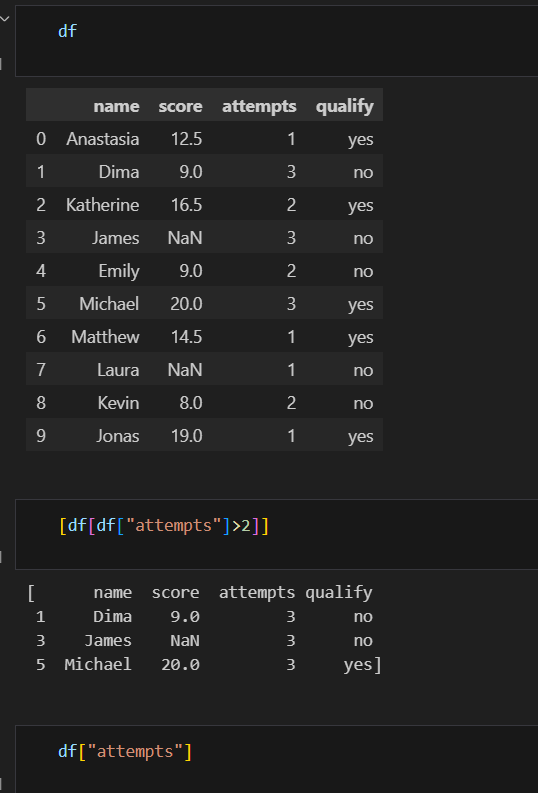 df
name score attempts qualify
0 Anastasia 12.5 1 yes
1 Dima 9.0 3 no
2 Katherine 16.5 2 yes
3 James NaN 3 no
4 Emily 9.0 2 no
5 Michael 20.0 3 yes
6 Matthew 14.5 1 yes
7 Laura NaN 1 no
8 Kevin 8.0 2 no
9 Jonas 19.0 1 yes
[df[df["attempts"]>2]]
[ name score attempts qualify
1 Dima 9.0 3 no
3 James NaN 3 no
5 Michael 20.0 3 yes]
df["attempts"]